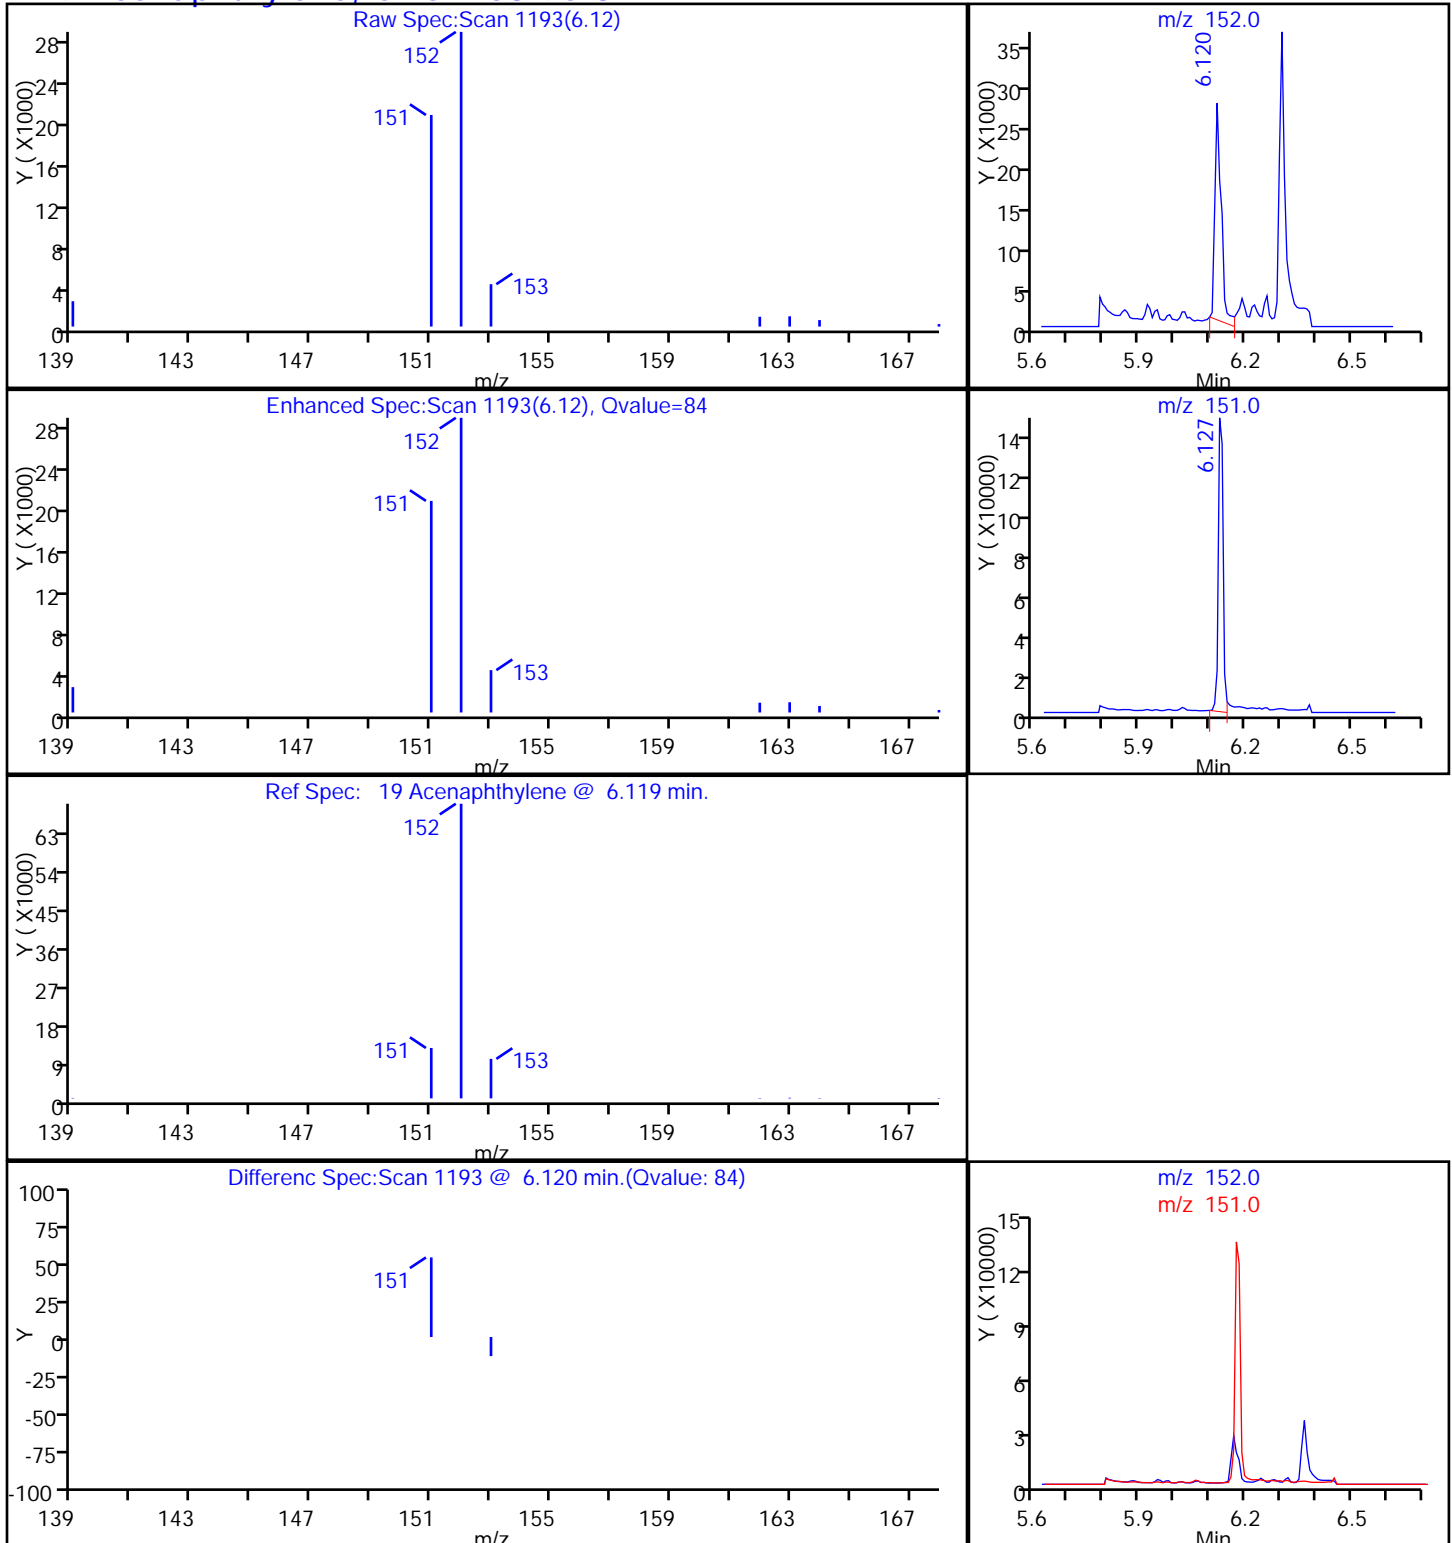 Raw Spec:Scan 1193(6.12)
28
24
20
16
12
8
4
0
Y ( X1000)
152
151
153
139 143 147 151 155 159 163 167
m/z
m/z 152.0
35
30
25
20
15
10
5
0
Y ( X1000)
6.120
5.6 5.9 6.2 6.5
Min
Enhanced Spec:Scan 1193(6.12), Qvalue=84
28
24
20
16
12
8
4
0
Y ( X1000)
152
151
153
139 143 147 151 155 159 163 167
m/z
m/z 151.0
14
12
10
8
6
4
2
0
Y ( X10000)
6.127
5.6 5.9 6.2 6.5
Min
Ref Spec: 19 Acenaphthylene @ 6.119 min.
63
54
45
36
27
18
9
0
Y ( X1000)
152
151
153
139 143 147 151 155 159 163 167
m/z
Differenc Spec:Scan 1193 @ 6.120 min.(Qvalue: 84)
100
75
50
25
0
-25
-50
-75
-100
Y
151
139 143 147 151 155 159 163 167
m/z
m/z 152.0
m/z 151.0
15
12
9
6
3
0
Y ( X10000)
5.6 5.9 6.2 6.5
Min